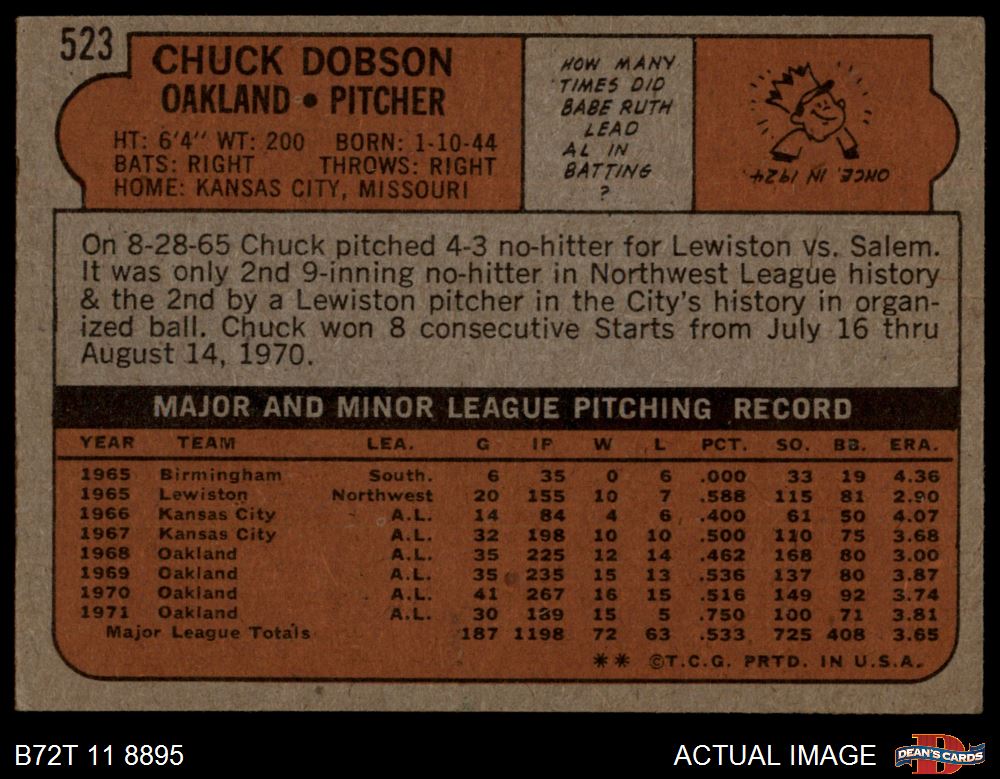 523
CHUCK DOBSON
OAKLAND • PITCHER
HT: 6'4" WT: 200 BORN: 1-10-44
BATS: RIGHT THROWS: RIGHT
HOME: KANSAS CITY, MISSOURI
HOW MANY
TIMES DID
BABE RUTH
LEAD
AL IN
BATTING
?
ONCE, IN 1924
On 8-28-65 Chuck pitched 4-3 no-hitter for Lewiston vs. Salem.
It was only 2nd 9-inning no-hitter in Northwest League history
& the 2nd by a Lewiston pitcher in the City's history in organ-
ized ball. Chuck won 8 consecutive Starts from July 16 thru
August 14, 1970.
MAJOR AND MINOR LEAGUE PITCHING RECORD
YEAR TEAM LEA. G IP W L PCT. SO. BB. ERA.
1965 Birmingham South. 6 35 0 6 .000 33 19 4.36
1965 Lewiston Northwest 20 155 10 7 .588 115 81 2.90
1966 Kansas City A.L. 14 84 4 6 .400 61 50 4.07
1967 Kansas City A.L. 32 198 10 10 .500 110 75 3.68
1968 Oakland A.L. 35 225 12 14 .462 168 80 3.00
1969 Oakland A.L. 35 235 15 13 .536 137 80 3.87
1970 Oakland A.L. 41 267 16 15 .516 149 92 3.74
1971 Oakland A.L. 30 189 15 5 .750 100 71 3.81
Major League Totals 187 1198 72 63 .533 725 408 3.65
** ©T.C.G. PRTD. IN U.S.A.
B72T 11 8895
ACTUAL IMAGE
DEAN'S CARDS